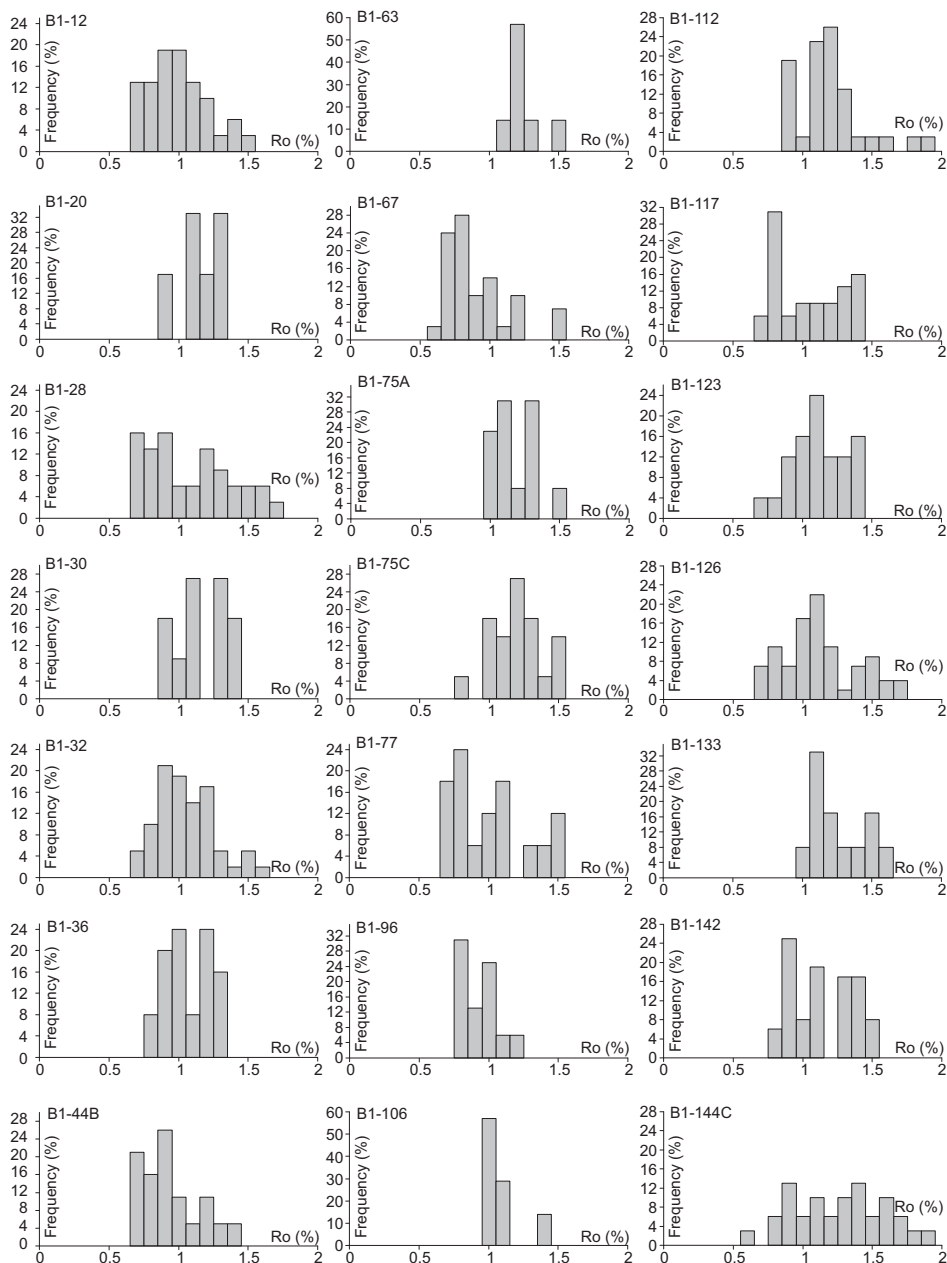 B1-12
Frequency (%)
24
20
16
12
8
4
0
Ro (%)
0 0.5 1 1.5 2
B1-63
Frequency (%)
60
50
40
30
20
10
0
Ro (%)
0 0.5 1 1.5 2
B1-112
Frequency (%)
28
24
20
16
12
8
4
0
Ro (%)
0 0.5 1 1.5 2
B1-20
Frequency (%)
32
28
24
20
16
12
8
4
0
Ro (%)
0 0.5 1 1.5 2
B1-67
Frequency (%)
28
24
20
16
12
8
4
0
Ro (%)
0 0.5 1 1.5 2
B1-117
Frequency (%)
32
28
24
20
16
12
8
4
0
Ro (%)
0 0.5 1 1.5 2
B1-28
Frequency (%)
24
20
16
12
8
4
0
Ro (%)
0 0.5 1 1.5 2
B1-75A
Frequency (%)
32
28
24
20
16
12
8
4
0
Ro (%)
0 0.5 1 1.5 2
B1-123
Frequency (%)
24
20
16
12
8
4
0
Ro (%)
0 0.5 1 1.5 2
B1-30
Frequency (%)
28
24
20
16
12
8
4
0
Ro (%)
0 0.5 1 1.5 2
B1-75C
Frequency (%)
28
24
20
16
12
8
4
0
Ro (%)
0 0.5 1 1.5 2
B1-126
Frequency (%)
28
24
20
16
12
8
4
0
Ro (%)
0 0.5 1 1.5 2
B1-32
Frequency (%)
24
20
16
12
8
4
0
Ro (%)
0 0.5 1 1.5 2
B1-77
Frequency (%)
24
20
16
12
8
4
0
Ro (%)
0 0.5 1 1.5 2
B1-133
Frequency (%)
32
28
24
20
16
12
8
4
0
Ro (%)
0 0.5 1 1.5 2
B1-36
Frequency (%)
24
20
16
12
8
4
0
Ro (%)
0 0.5 1 1.5 2
B1-96
Frequency (%)
32
28
24
20
16
12
8
4
0
Ro (%)
0 0.5 1 1.5 2
B1-142
Frequency (%)
28
24
20
16
12
8
4
0
Ro (%)
0 0.5 1 1.5 2
B1-44B
Frequency (%)
28
24
20
16
12
8
4
0
Ro (%)
0 0.5 1 1.5 2
B1-106
Frequency (%)
60
50
40
30
20
10
0
Ro (%)
0 0.5 1 1.5 2
B1-144C
Frequency (%)
28
24
20
16
12
8
4
0
Ro (%)
0 0.5 1 1.5 2